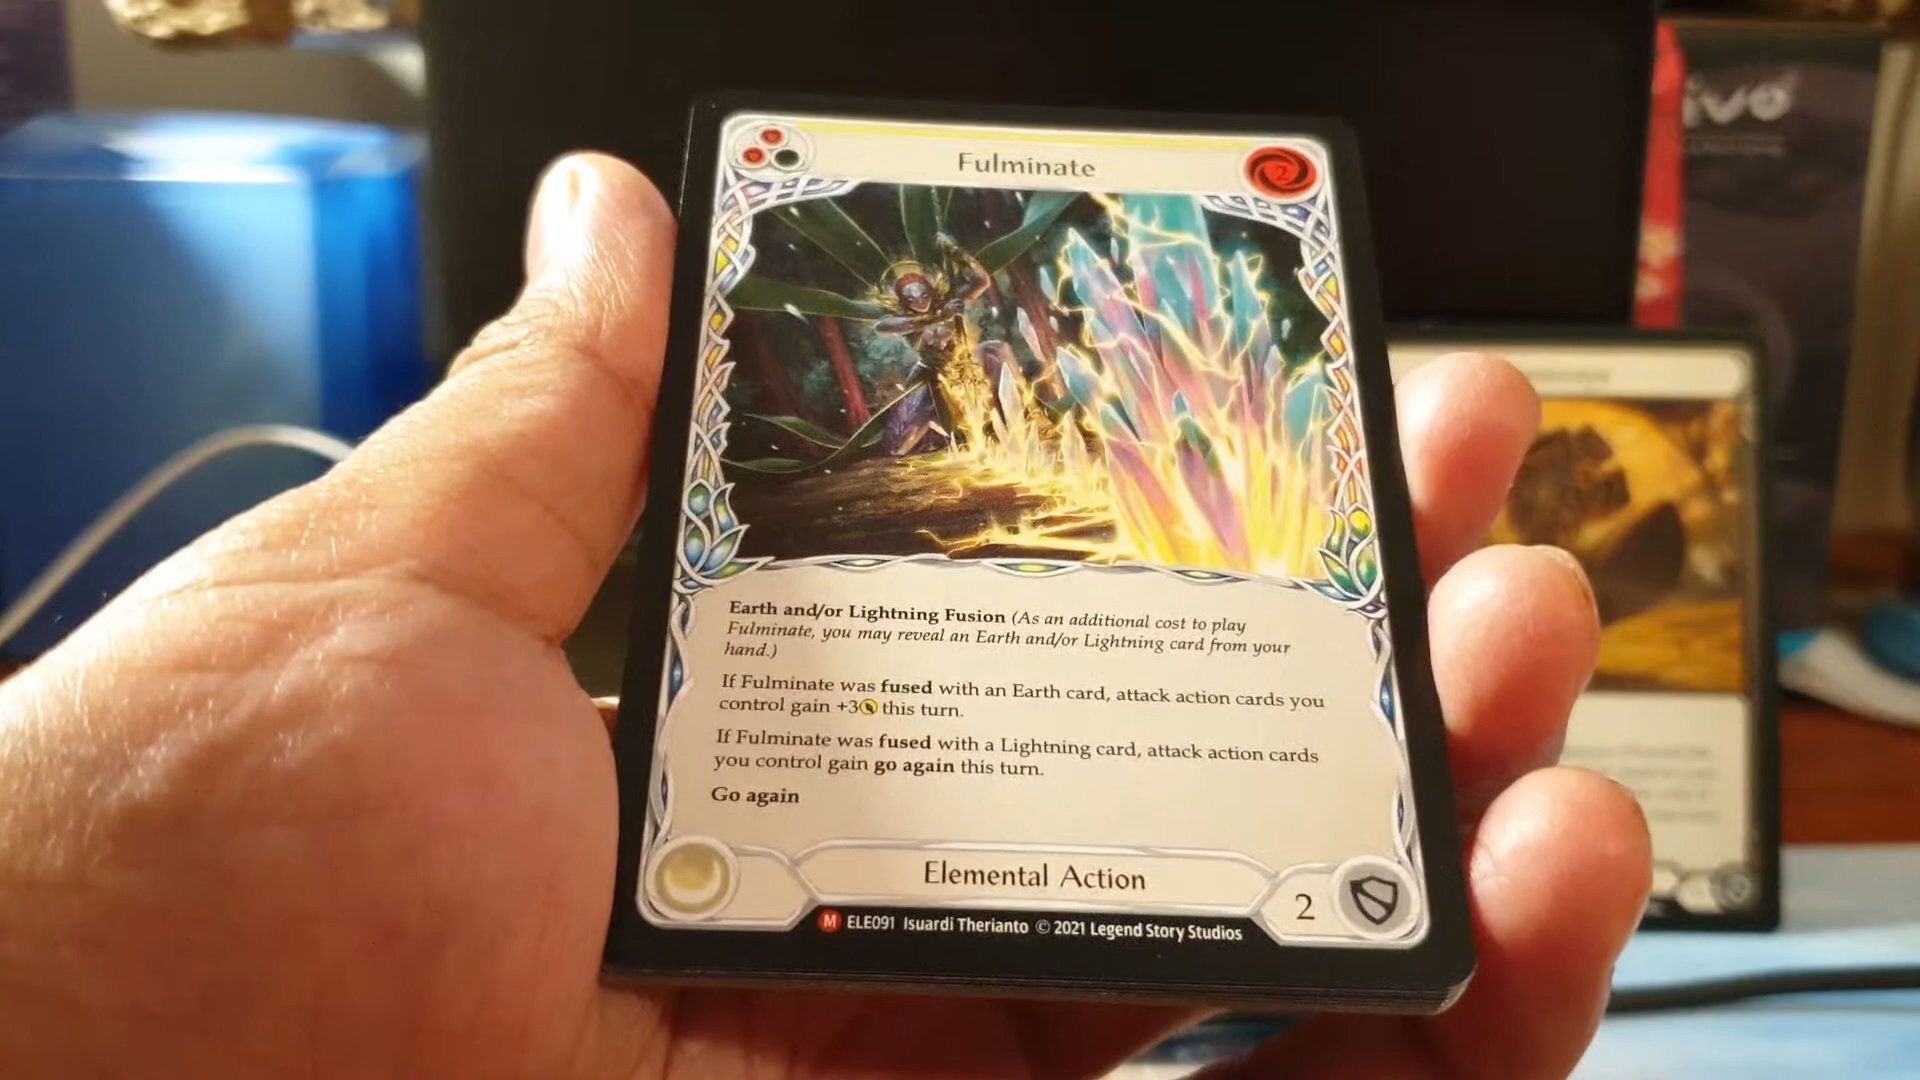 ivo
Fulminate
2
Earth and/or Lightning Fusion (As an additional cost to play
Fulminate, you may reveal an Earth and/or Lightning card from your
hand.)
If Fulminate was fused with an Earth card, attack action cards you
control gain +3 this turn.
If Fulminate was fused with a Lightning card, attack action cards
you control gain go again this turn.
Go again
Elemental Action
2
M ELE091 Isuardi Therianto © 2021 Legend Story Studios